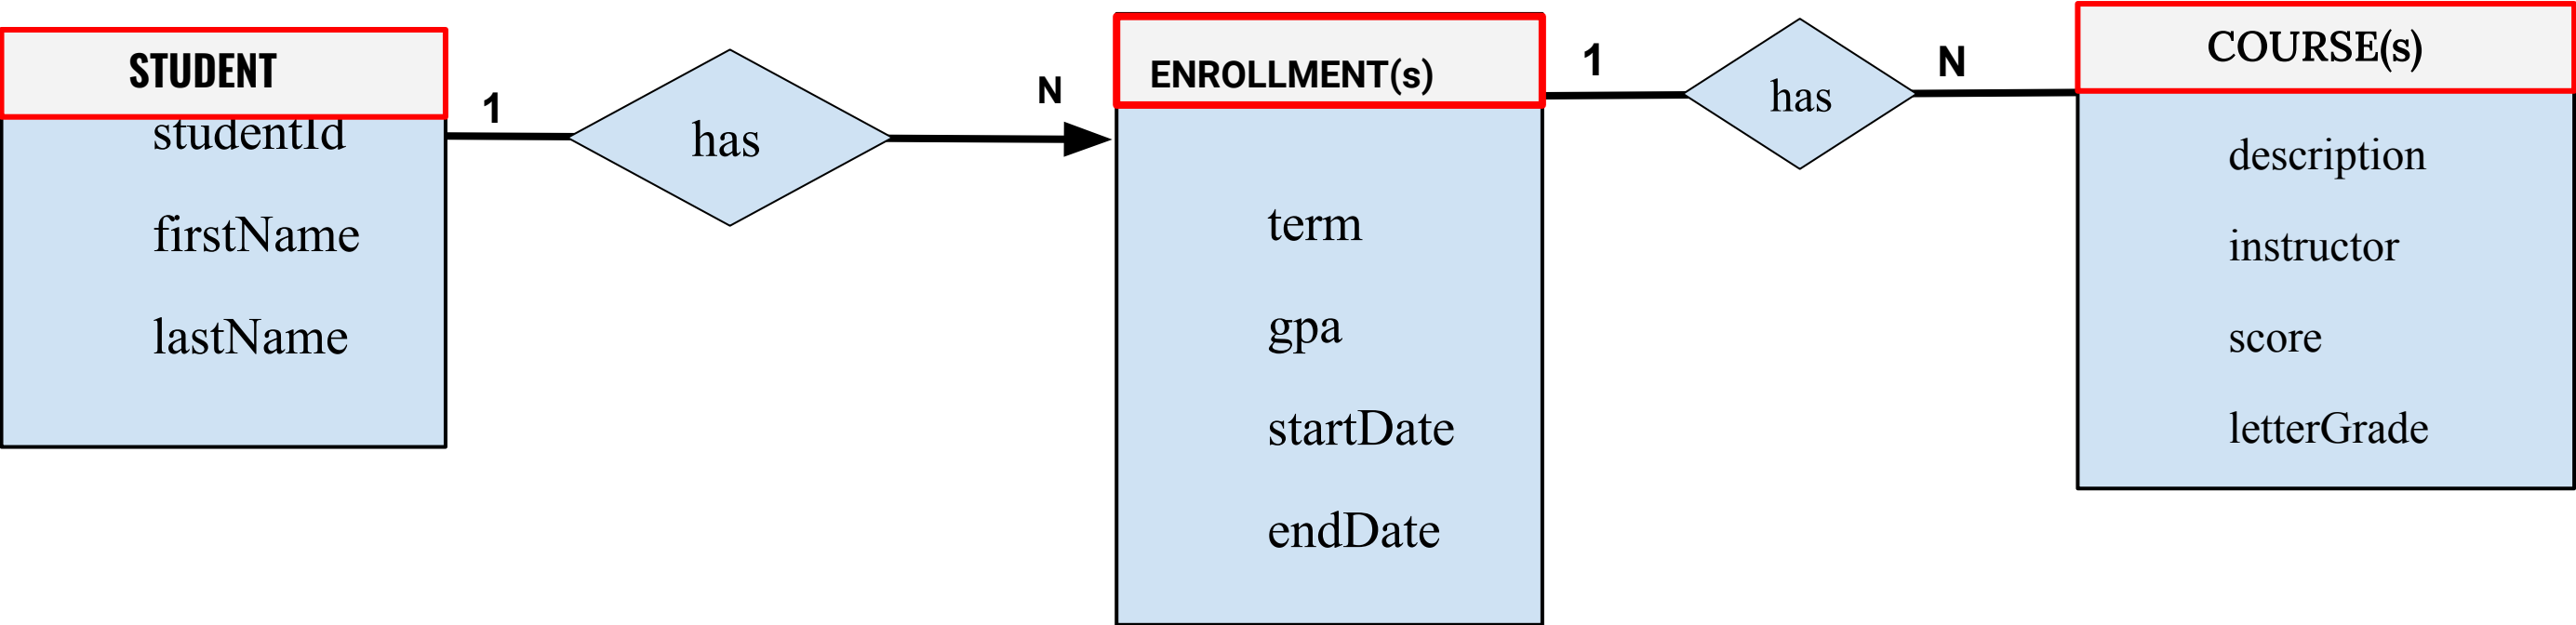 STUDENT
studentId
firstName
lastName
1
has
N
ENROLLMENT(s)
term
gpa
startDate
endDate
1
has
N
COURSE(s)
description
instructor
score
letterGrade